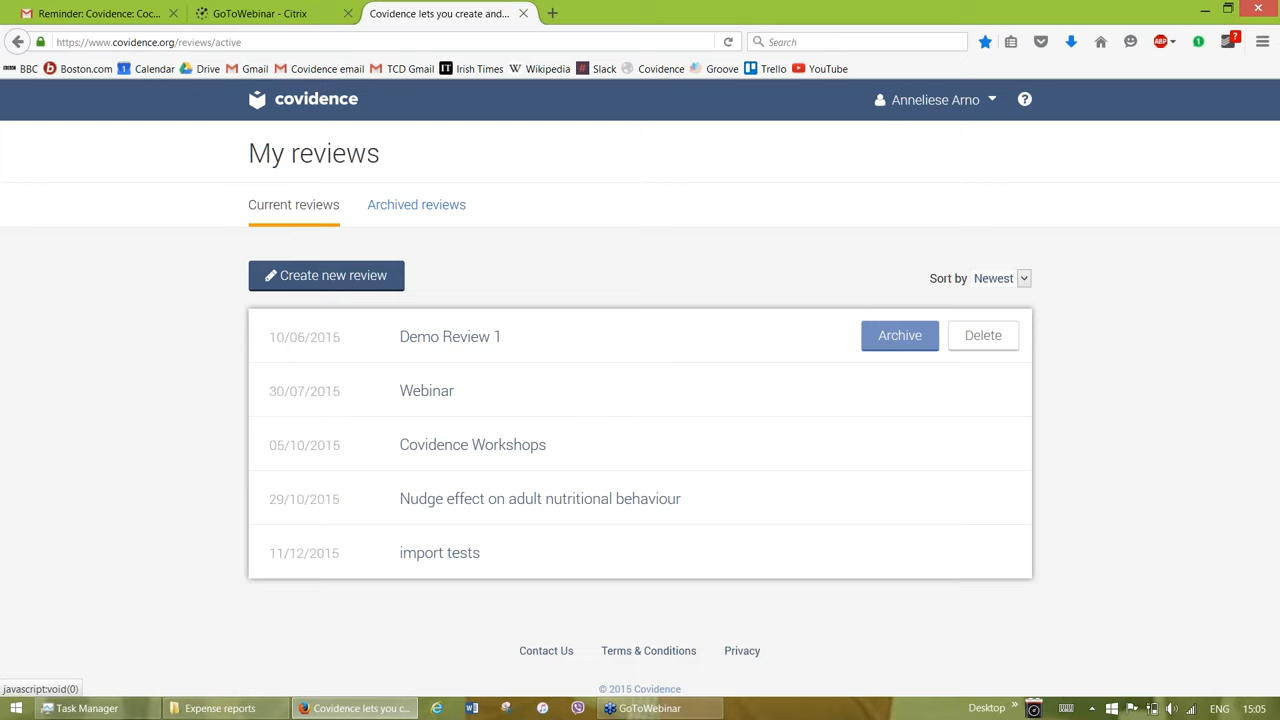 Reminder: Covidence: Coc...
GoToWebinar - Citrix
Covidence lets you create and...
https://www.covidence.org/reviews/active
Search
ABP
1
?
BBC
Boston.com
1 Calendar
Drive
Gmail
Covidence email
TCD Gmail
IT Irish Times
W Wikipedia
Slack
Covidence
Groove
Trello
YouTube
covidence
Anneliese Arno
?
My reviews
Current reviews
Archived reviews
Create new review
Sort by Newest
10/06/2015 Demo Review 1 Archive Delete
30/07/2015 Webinar
05/10/2015 Covidence Workshops
29/10/2015 Nudge effect on adult nutritional behaviour
11/12/2015 import tests
Contact Us Terms & Conditions Privacy
© 2015 Covidence
javascript:void(0)
Task Manager
Expense reports
Covidence lets you c...
GoToWebinar
Desktop
ENG
15:05